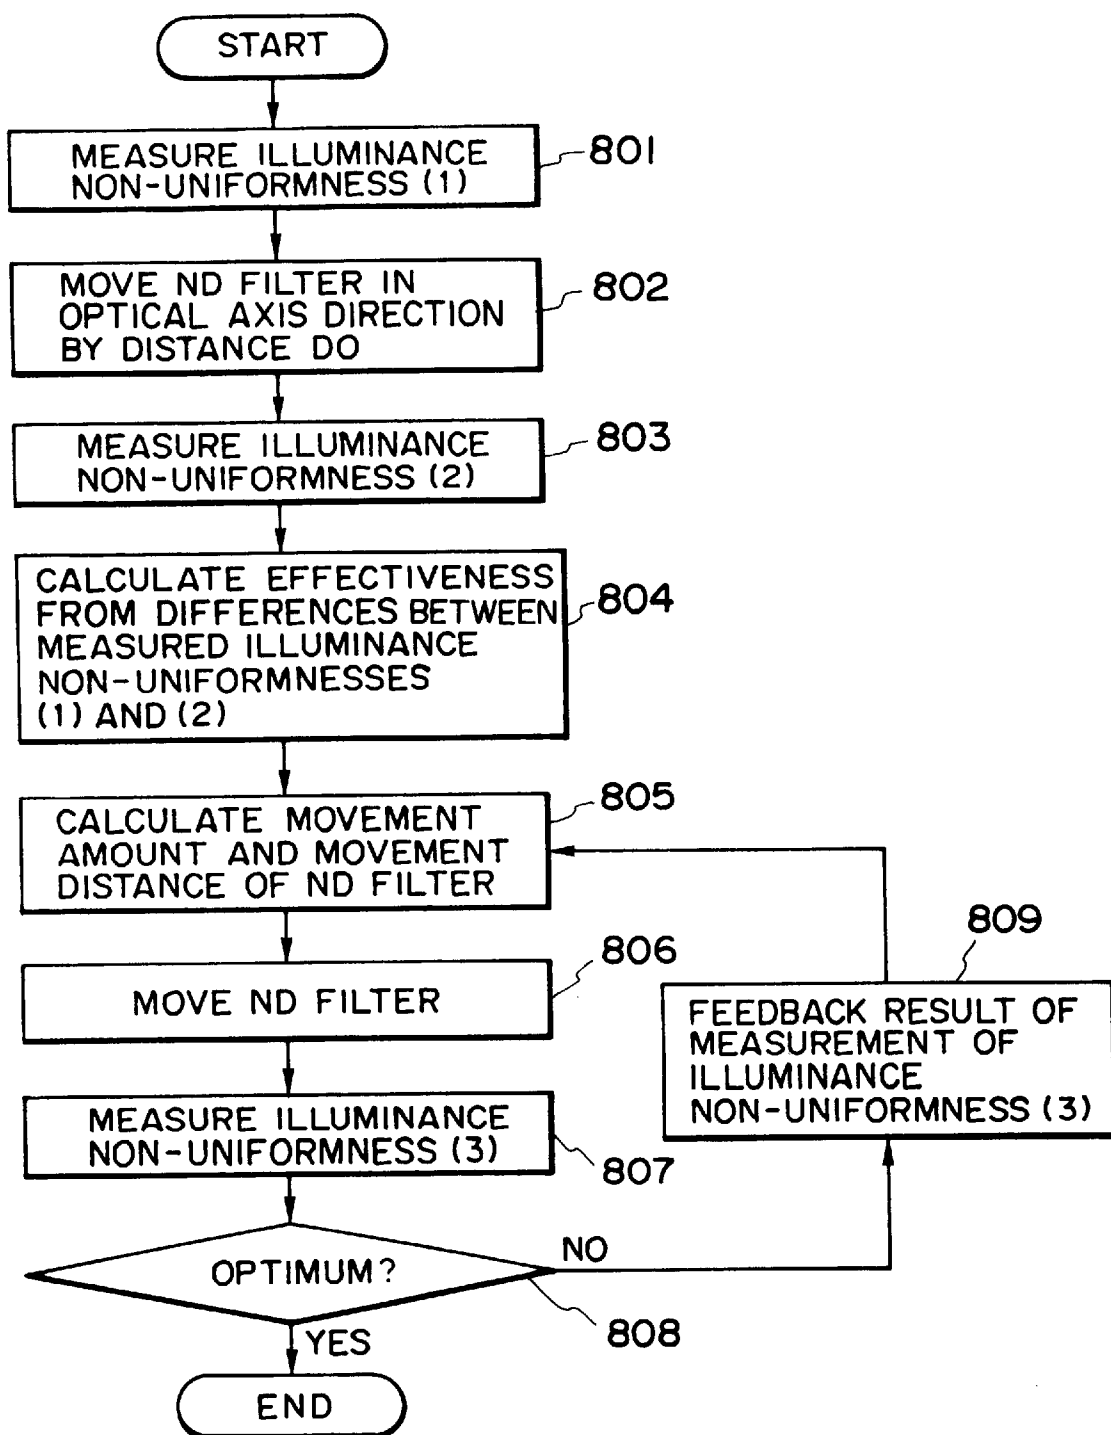 START
MEASURE ILLUMINANCE
NON-UNIFORMNESS (1)
801
MOVE ND FILTER IN
OPTICAL AXIS DIRECTION
BY DISTANCE DO
802
MEASURE ILLUMINANCE
NON-UNIFORMNESS (2)
803
CALCULATE EFFECTIVENESS
FROM DIFFERENCES BETWEEN
MEASURED ILLUMINANCE
NON-UNIFORMNESSES
(1) AND (2)
804
CALCULATE MOVEMENT
AMOUNT AND MOVEMENT
DISTANCE OF ND FILTER
805
MOVE ND FILTER
806
MEASURE ILLUMINANCE
NON-UNIFORMNESS (3)
807
OPTIMUM?
808
NO
YES
FEEDBACK RESULT OF
MEASUREMENT OF
ILLUMINANCE
NON-UNIFORMNESS (3)
809
END